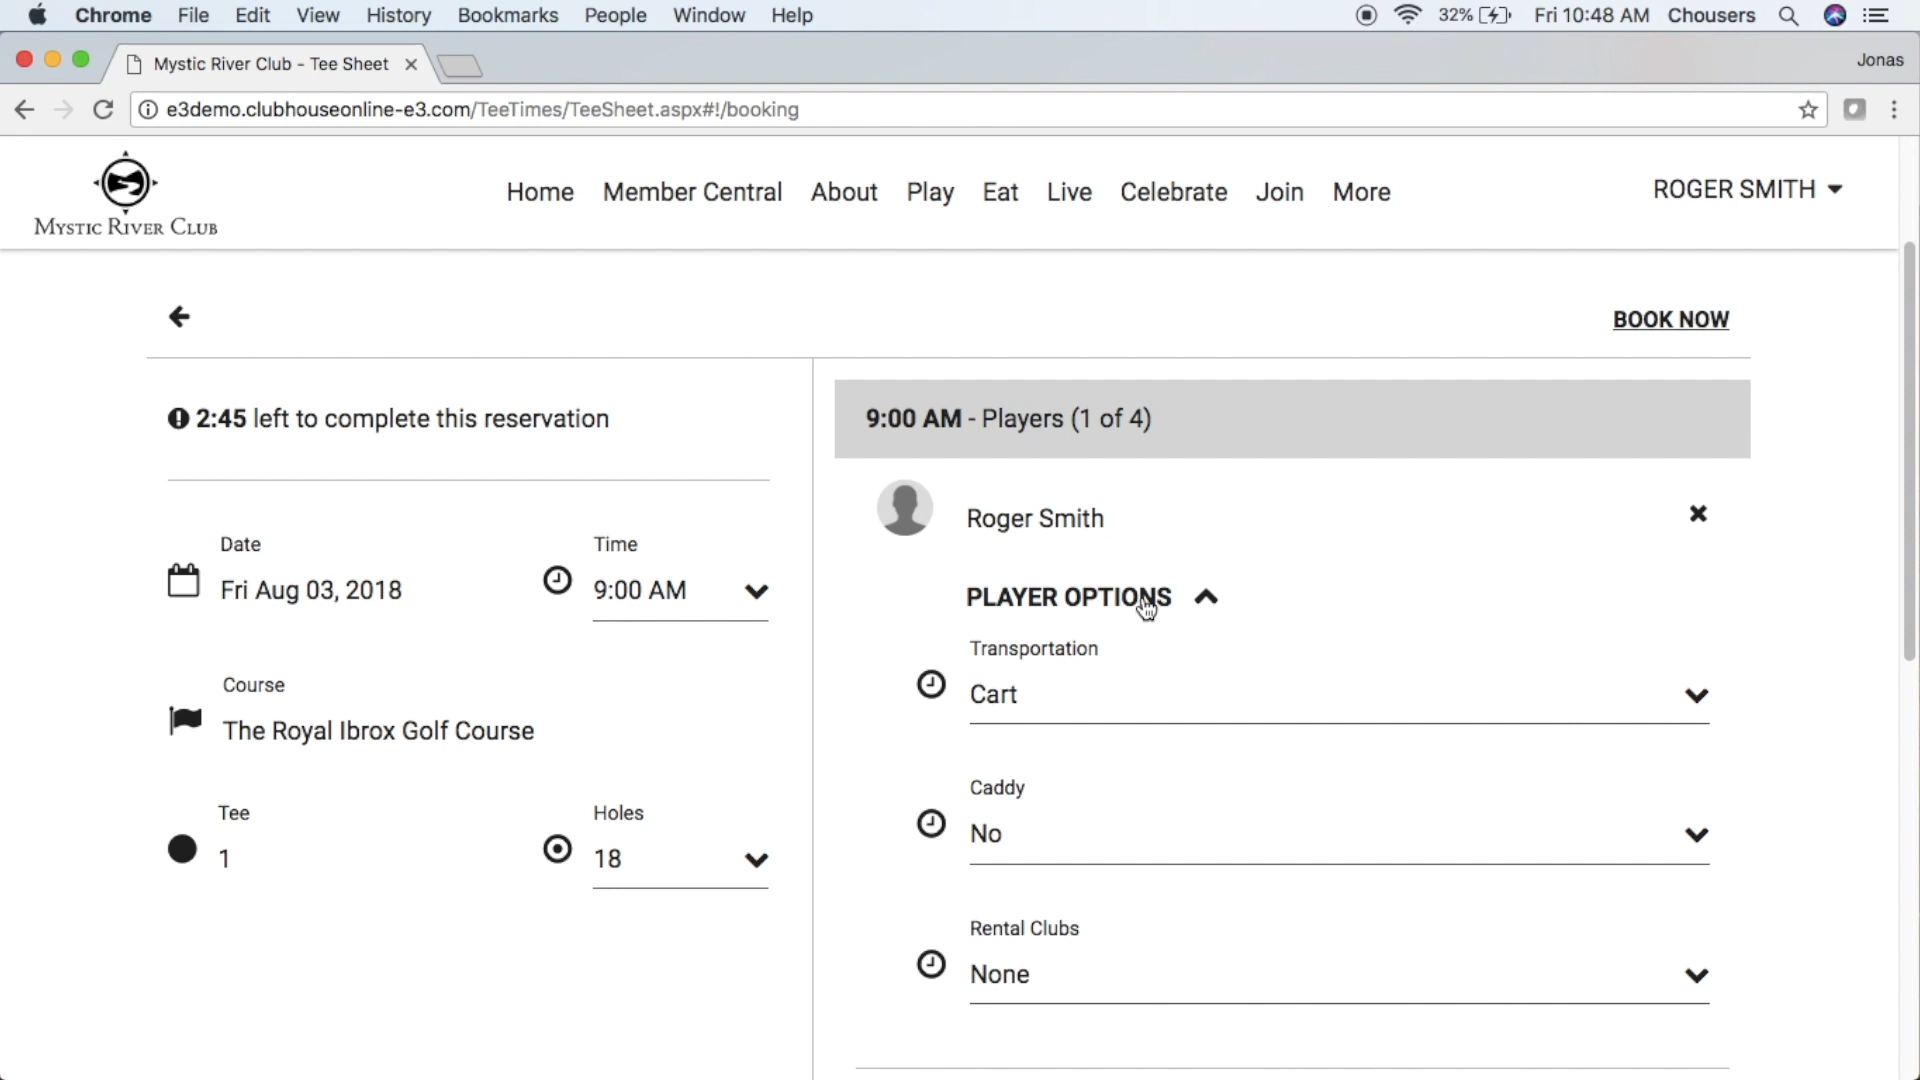 Chrome File Edit View History Bookmarks People Window Help 32% Fri 10:48 AM Chousers
Mystic River Club - Tee Sheet Jonas
e3demo.clubhouseonline-e3.com/TeeTimes/TeeSheet.aspx#!/booking
MYSTIC RIVER CLUB
Home Member Central About Play Eat Live Celebrate Join More ROGER SMITH
BOOK NOW
2:45 left to complete this reservation
Date
Fri Aug 03, 2018
Time
9:00 AM
Course
The Royal Ibrox Golf Course
Tee
1
Holes
18
9:00 AM - Players (1 of 4)
Roger Smith
PLAYER OPTIONS
Transportation
Cart
Caddy
No
Rental Clubs
None